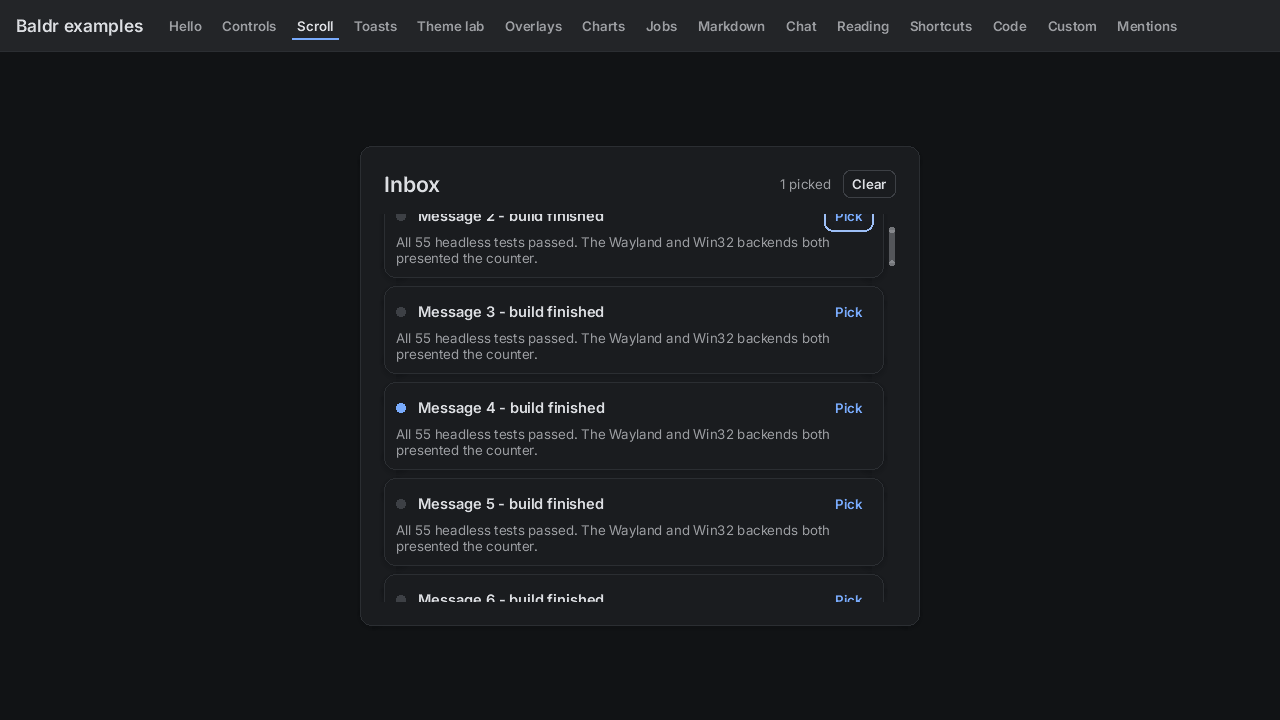 Baldr examples Hello Controls Scroll Toasts Theme lab Overlays Charts Jobs Markdown Chat Reading Shortcuts Code Custom Mentions
Inbox 1 picked Clear
Message 2 - build finished Pick
All 55 headless tests passed. The Wayland and Win32 backends both
presented the counter.
Message 3 - build finished Pick
All 55 headless tests passed. The Wayland and Win32 backends both
presented the counter.
Message 4 - build finished Pick
All 55 headless tests passed. The Wayland and Win32 backends both
presented the counter.
Message 5 - build finished Pick
All 55 headless tests passed. The Wayland and Win32 backends both
presented the counter.
Message 6 - build finished Pick